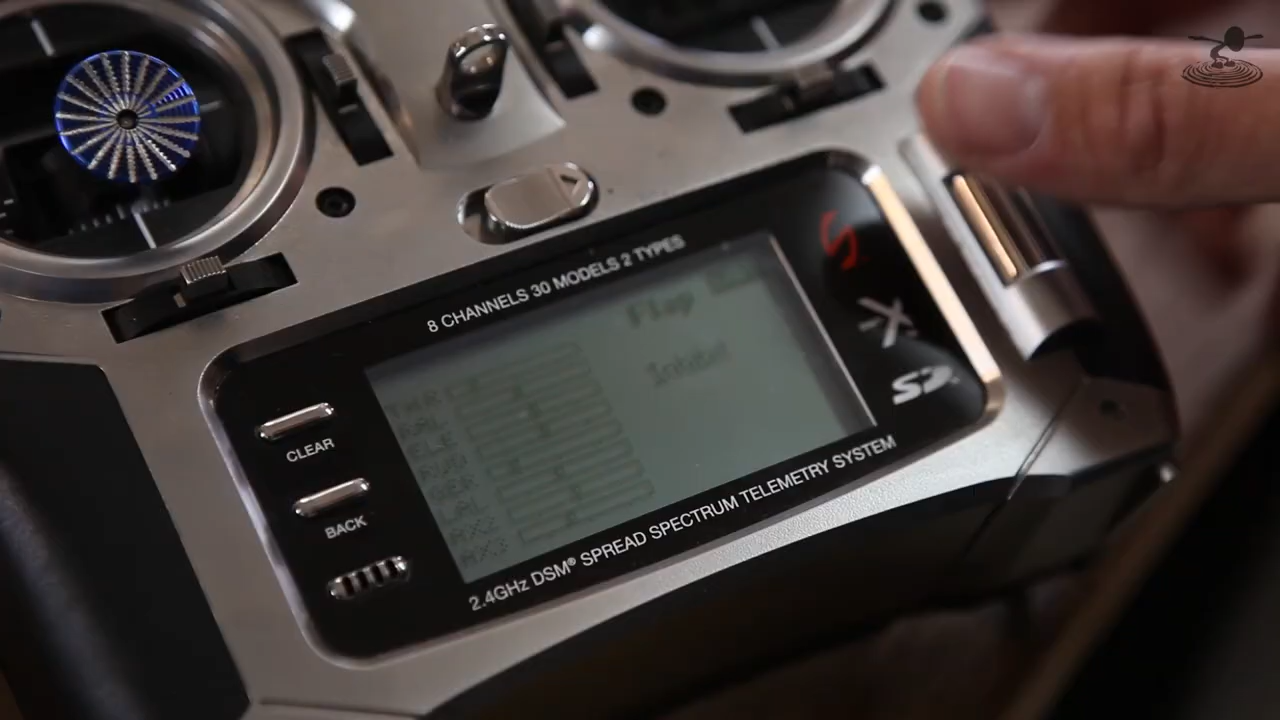 8 CHANNELS 30 MODELS 2 TYPES
Flap
Inhibit
THR
AIL
ELE
RUD
GER
CLEAR
BACK
S
X
SD
2.4GHz DSM® SPREAD SPECTRUM TELEMETRY SYSTEM